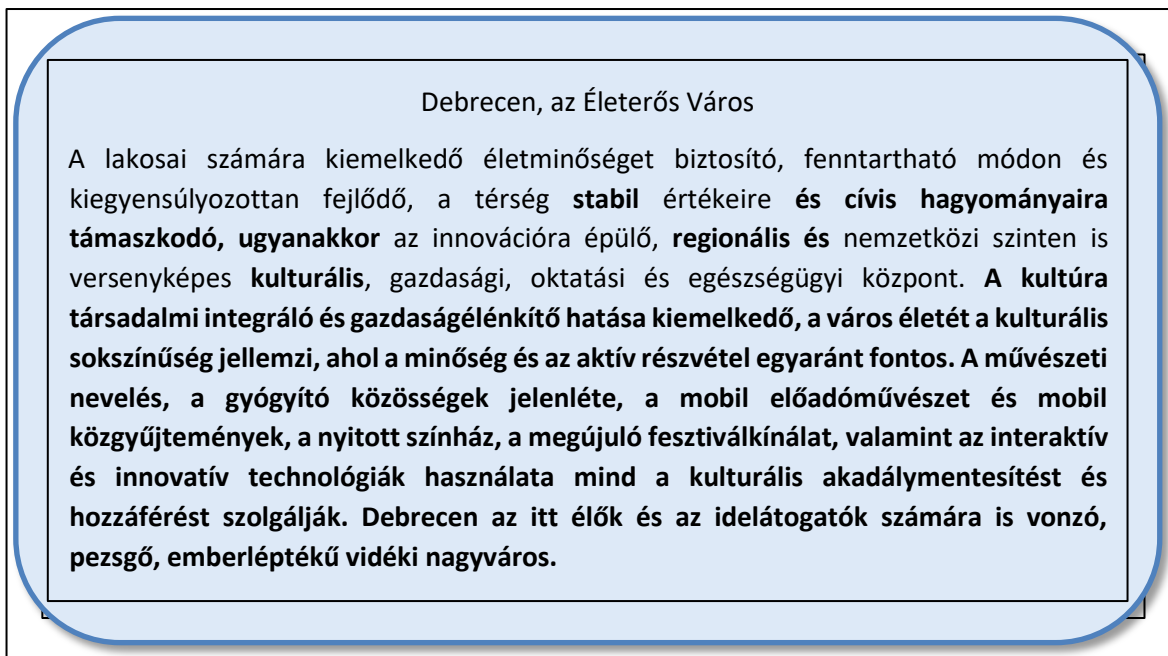 Debrecen, az Életerős Város
A lakosai számára kiemelkedő életminőséget biztosító, fenntartható módon és
kiegyensúlyozottan fejlődő, a térség stabil értékeire és cívis hagyományaira
támaszkodó, ugyanakkor az innovációra épülő, regionális és nemzetközi szinten is
versenyképes kulturális, gazdasági, oktatási és egészségügyi központ. A kultúra
társadalmi integráló és gazdaságélénkítő hatása kiemelkedő, a város életét a kulturális
sokszínűség jellemzi, ahol a minőség és az aktív részvétel egyaránt fontos. A művészeti
nevelés, a gyógyító közösségek jelenléte, a mobil előadóművészet és mobil
közgyűjtemények, a nyitott színház, a megújuló fesztiválkínálat, valamint az interaktív
és innovatív technológiák használata mind a kulturális akadálymentesítést és
hozzáférést szolgálják. Debrecen az itt élők és az idelátogatók számára is vonzó,
pezsgő, emberléptékű vidéki nagyváros.